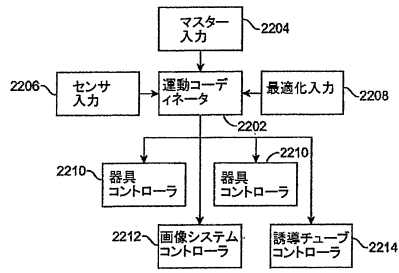 マスター
入力
2204
2206
センサ
入力
運動コーディ
ネータ
最適化入力
2208
2202
2210
器具
コントローラ
2210
器具
コントローラ
2212
画像システム
コントローラ
誘導チューブ
コントローラ
2214